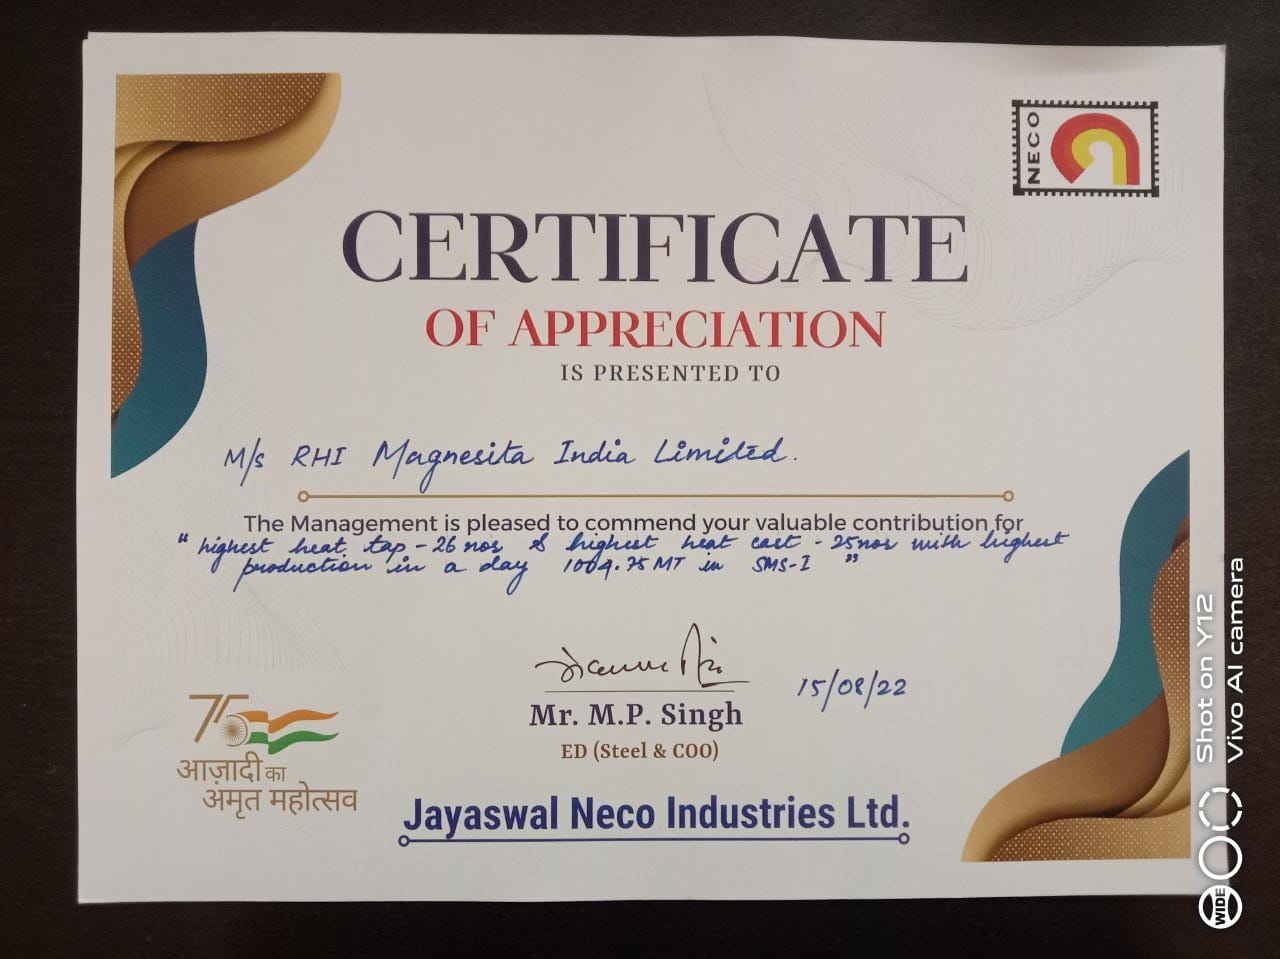 NECO
CERTIFICATE
OF APPRECIATION
IS PRESENTED TO
M/s RHI Magnesita India Limited.
The Management is pleased to commend your valuable contribution for
" highest heat tap - 26 nos & highest heat cast - 25 nos with highest
production in a day 1004.75 MT in SMS-I "
15/08/22
Mr. M.P. Singh
ED (Steel & COO)
75
आज़ादी का
अमृत महोत्सव
Jayaswal Neco Industries Ltd.
Shot on Y12
Vivo AI camera
WIDE